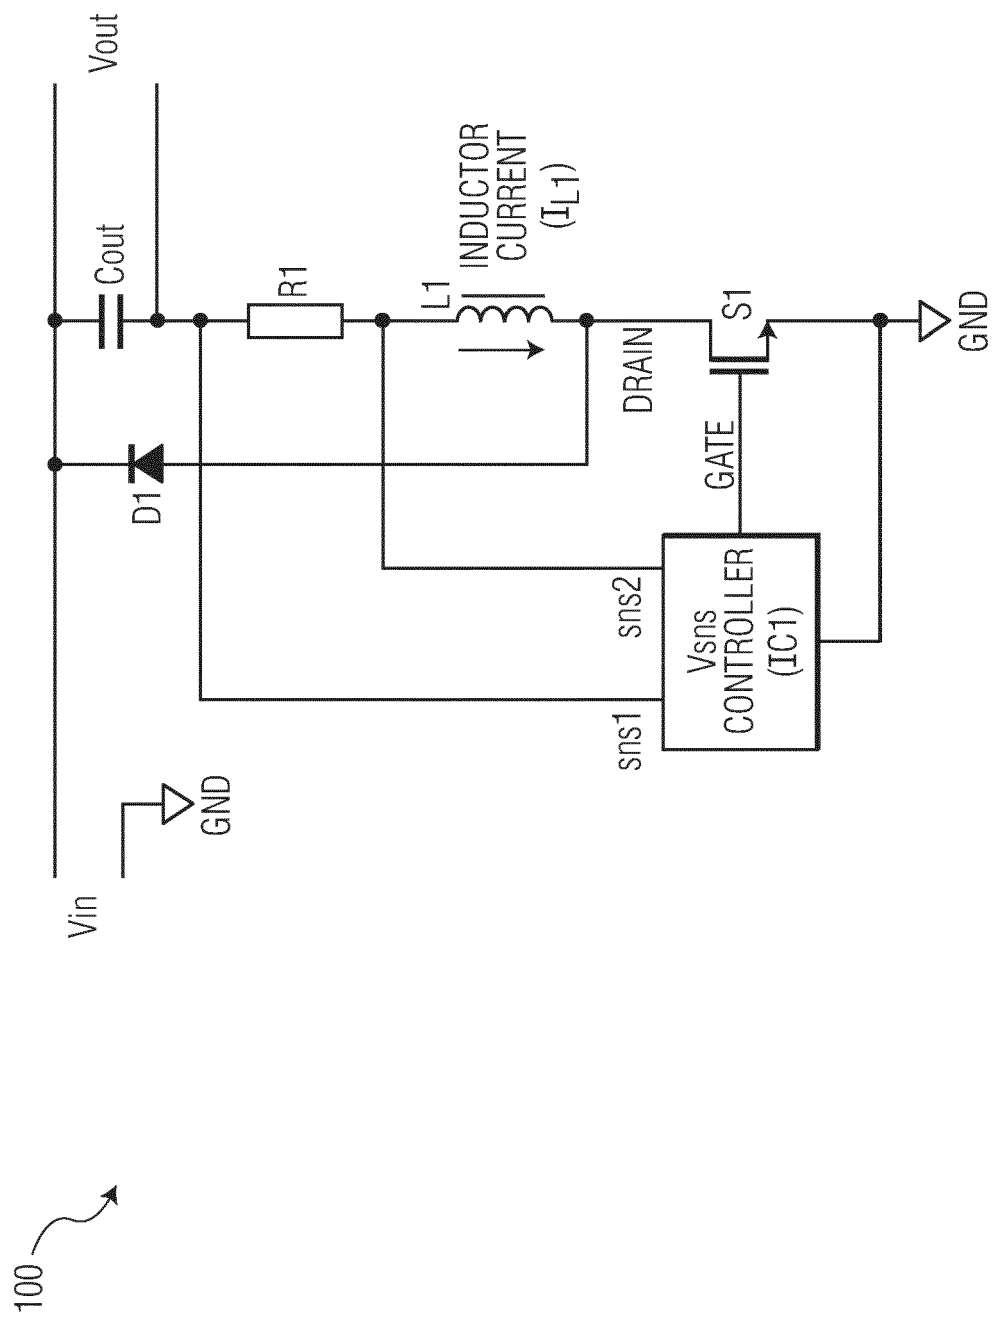 Vout
Cout
R1
L1
INDUCTOR
CURRENT
(IL1)
D1
DRAIN
S1
GATE
GND
sns2
sns1
Vsns
CONTROLLER
(IC1)
GND
Vin
100